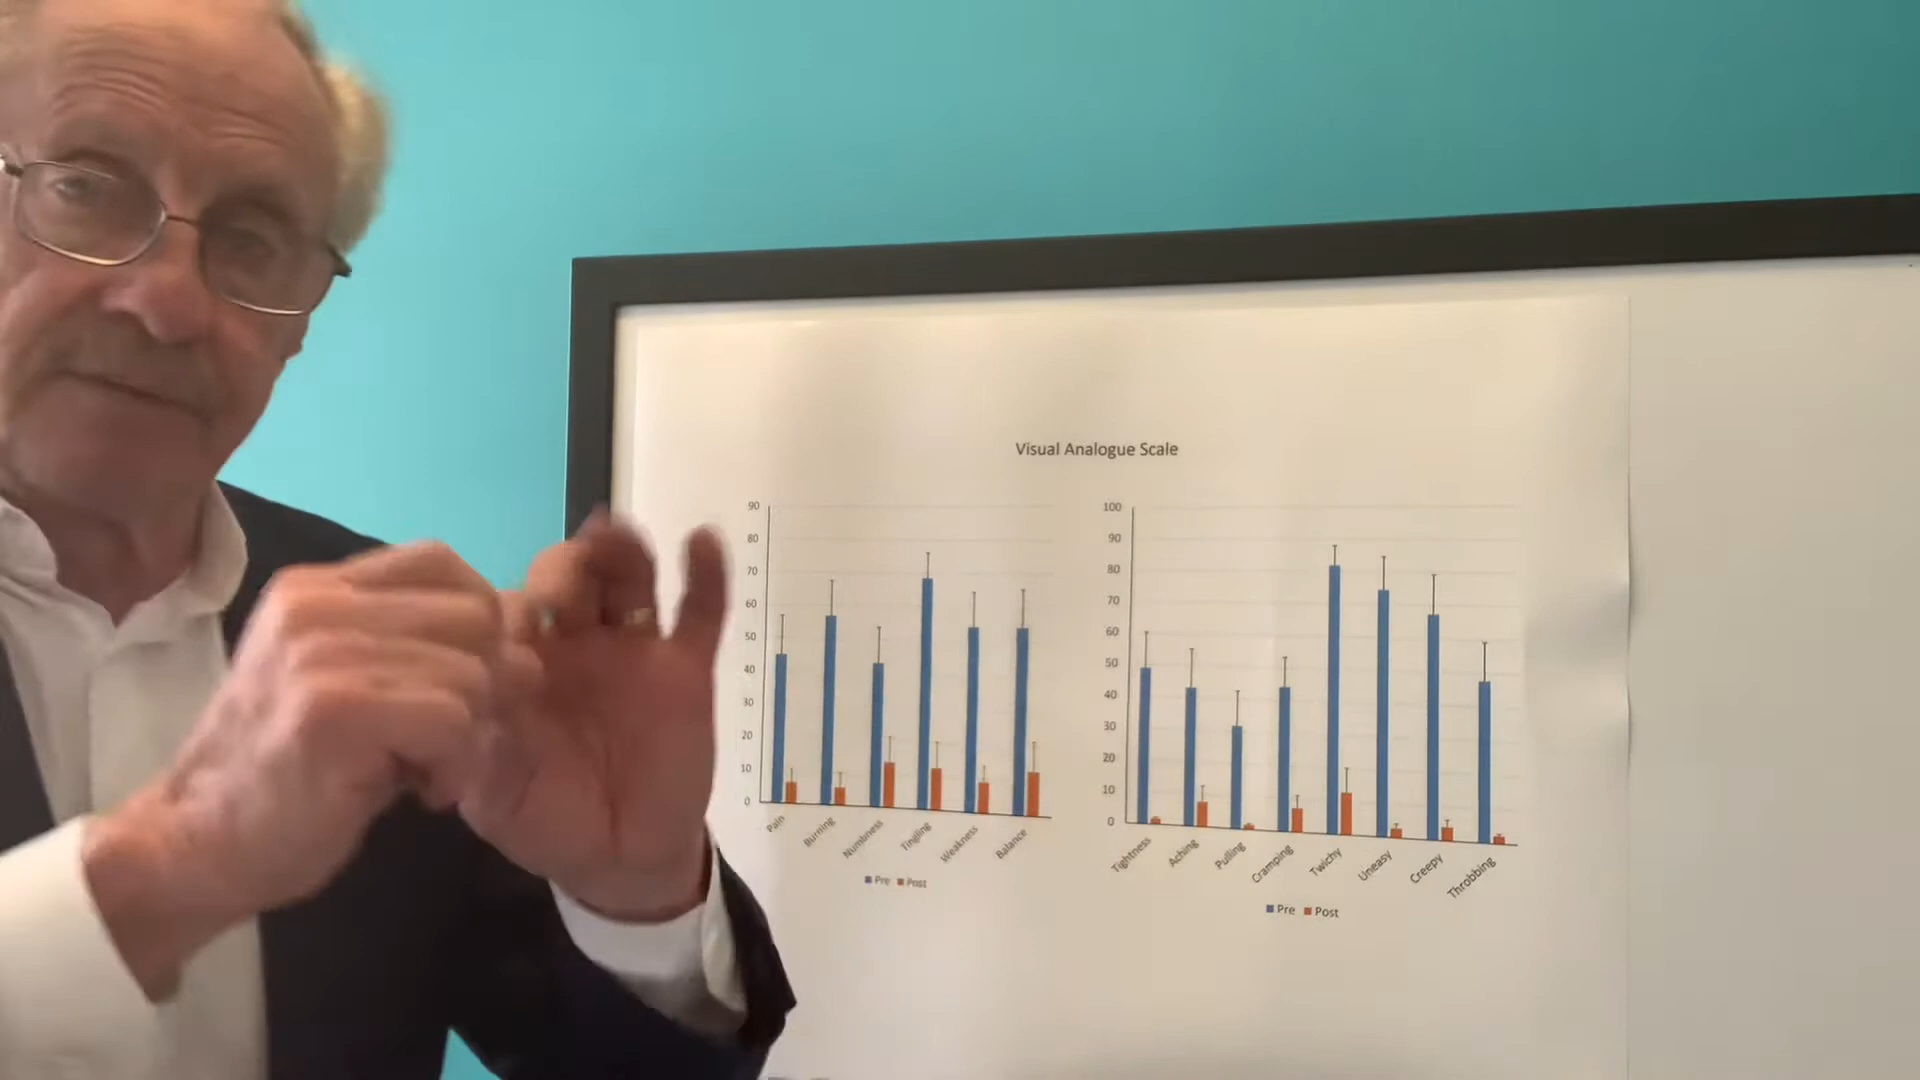 Visual Analogue Scale
90
80
70
60
50
40
30
20
10
0
Pain
Burning
Numbness
Tingling
Weakness
Balance
Pre Post
100
90
80
70
60
50
40
30
20
10
0
Tightness
Aching
Pulling
Cramping
Twichy
Uneasy
Creepy
Throbbing
Pre Post